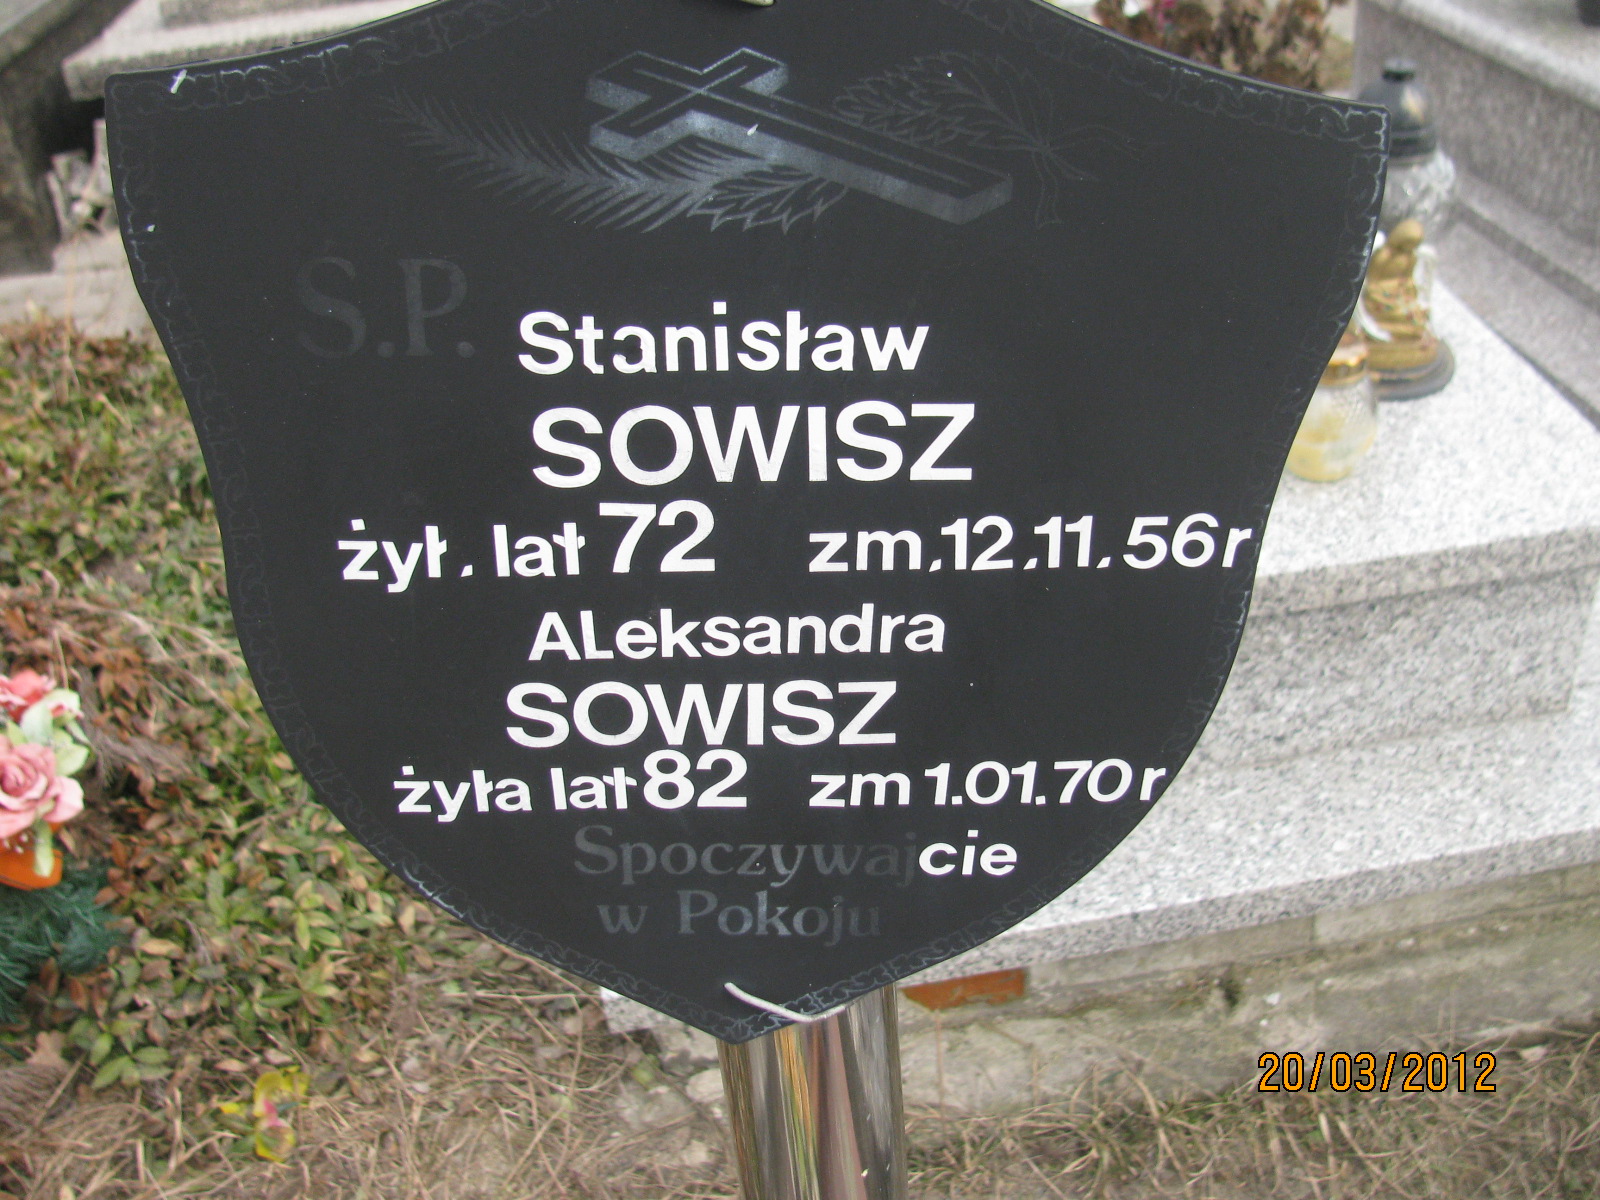 Ś.P.
Stanisław
SOWISZ
żył. lat 72 zm.12.11.56r
ALeksandra
SOWISZ
żyła lat 82 zm 1.01.70r
Spoczywajcie
w Pokoju
20/03/2012